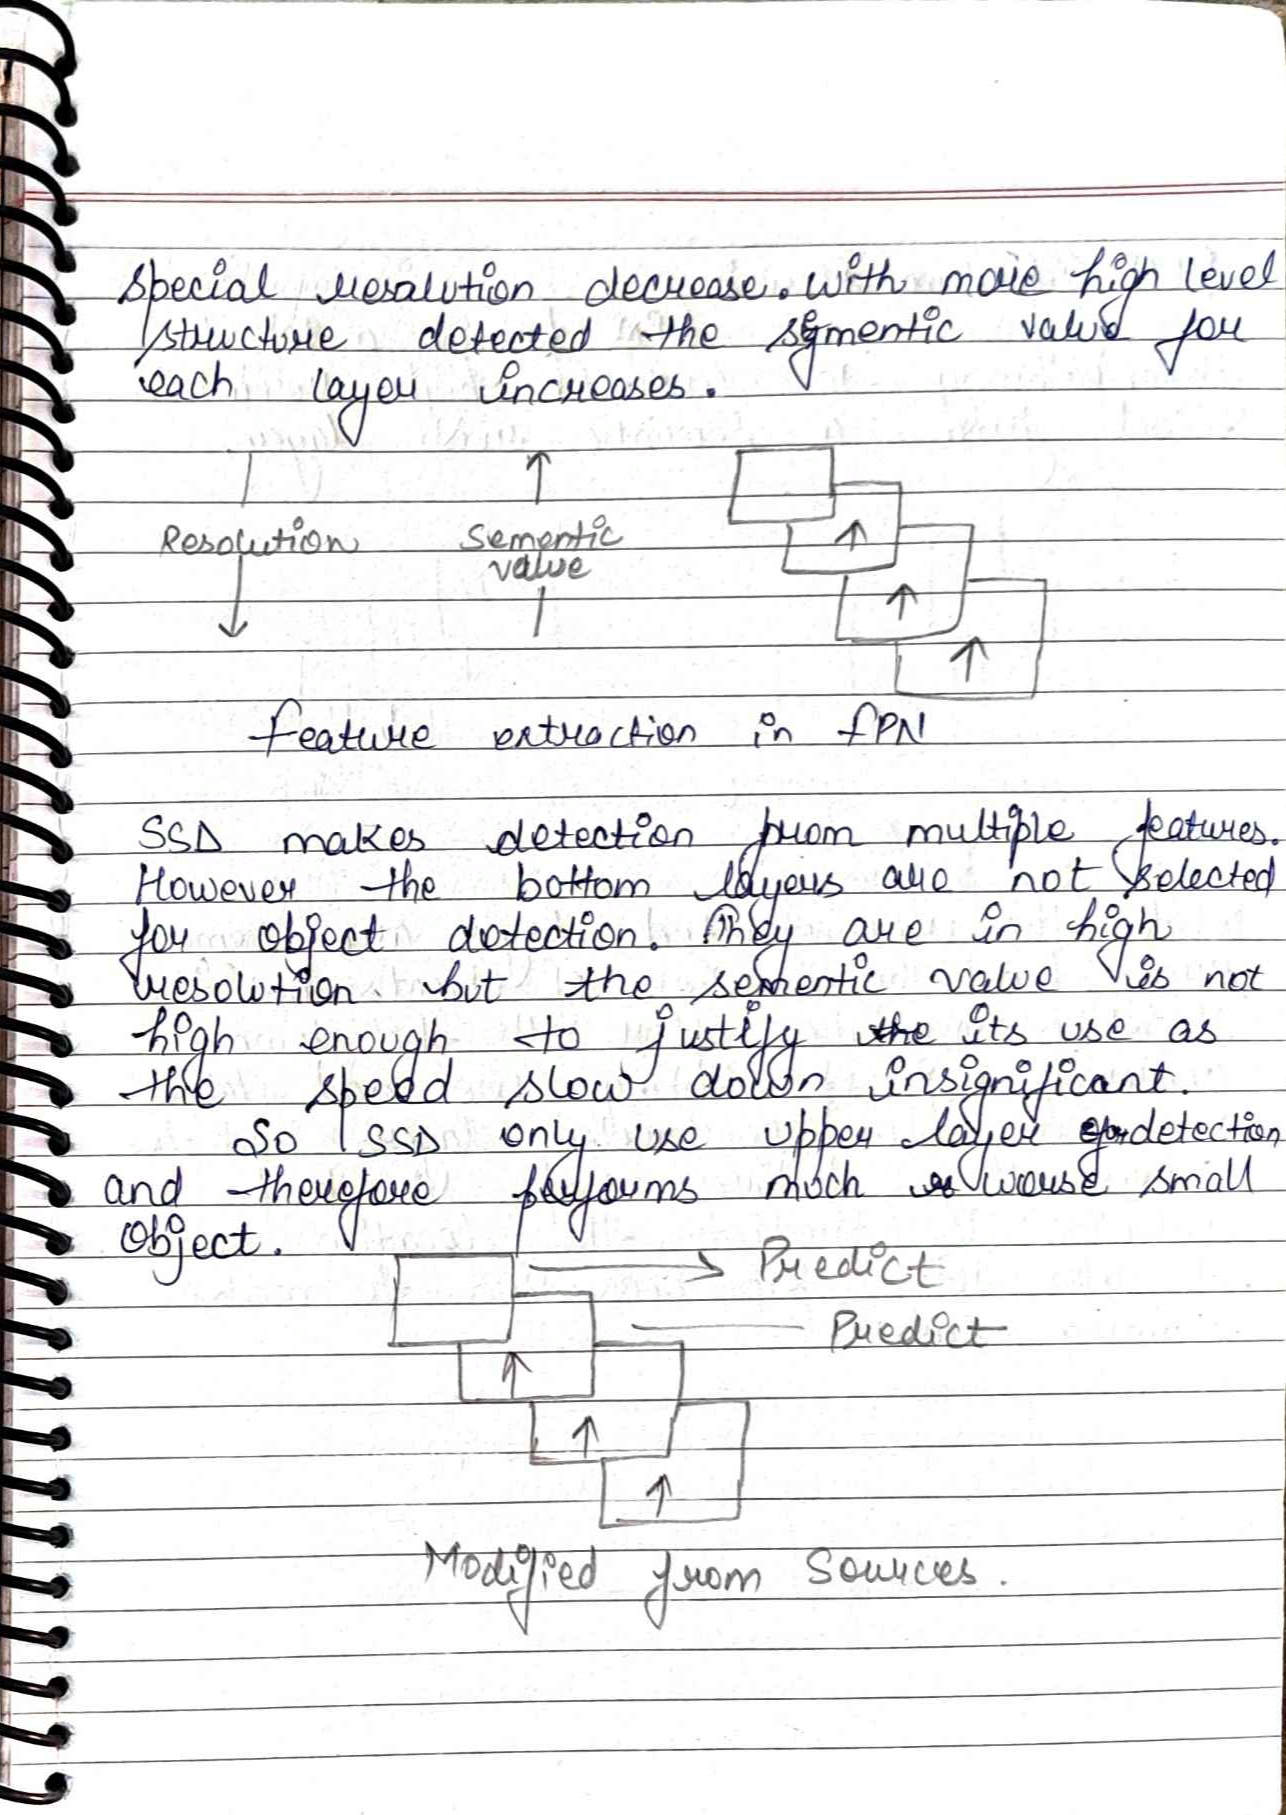 Special resolution decrease. With more high level
structure detected the sementic value for
each layer increases.
Resolution
Sementic
value
feature extraction in fPN
SSD makes detection from multiple features.
However the bottom layers are not selected
for object detection. They are in high
resolution but the sementic value is not
high enough to justify the its use as
the speed slow down insignificant.
So SSD only use upper layer for detection
and therefore performs much worse small
object.
Predict
Predict
Modified from Sources.